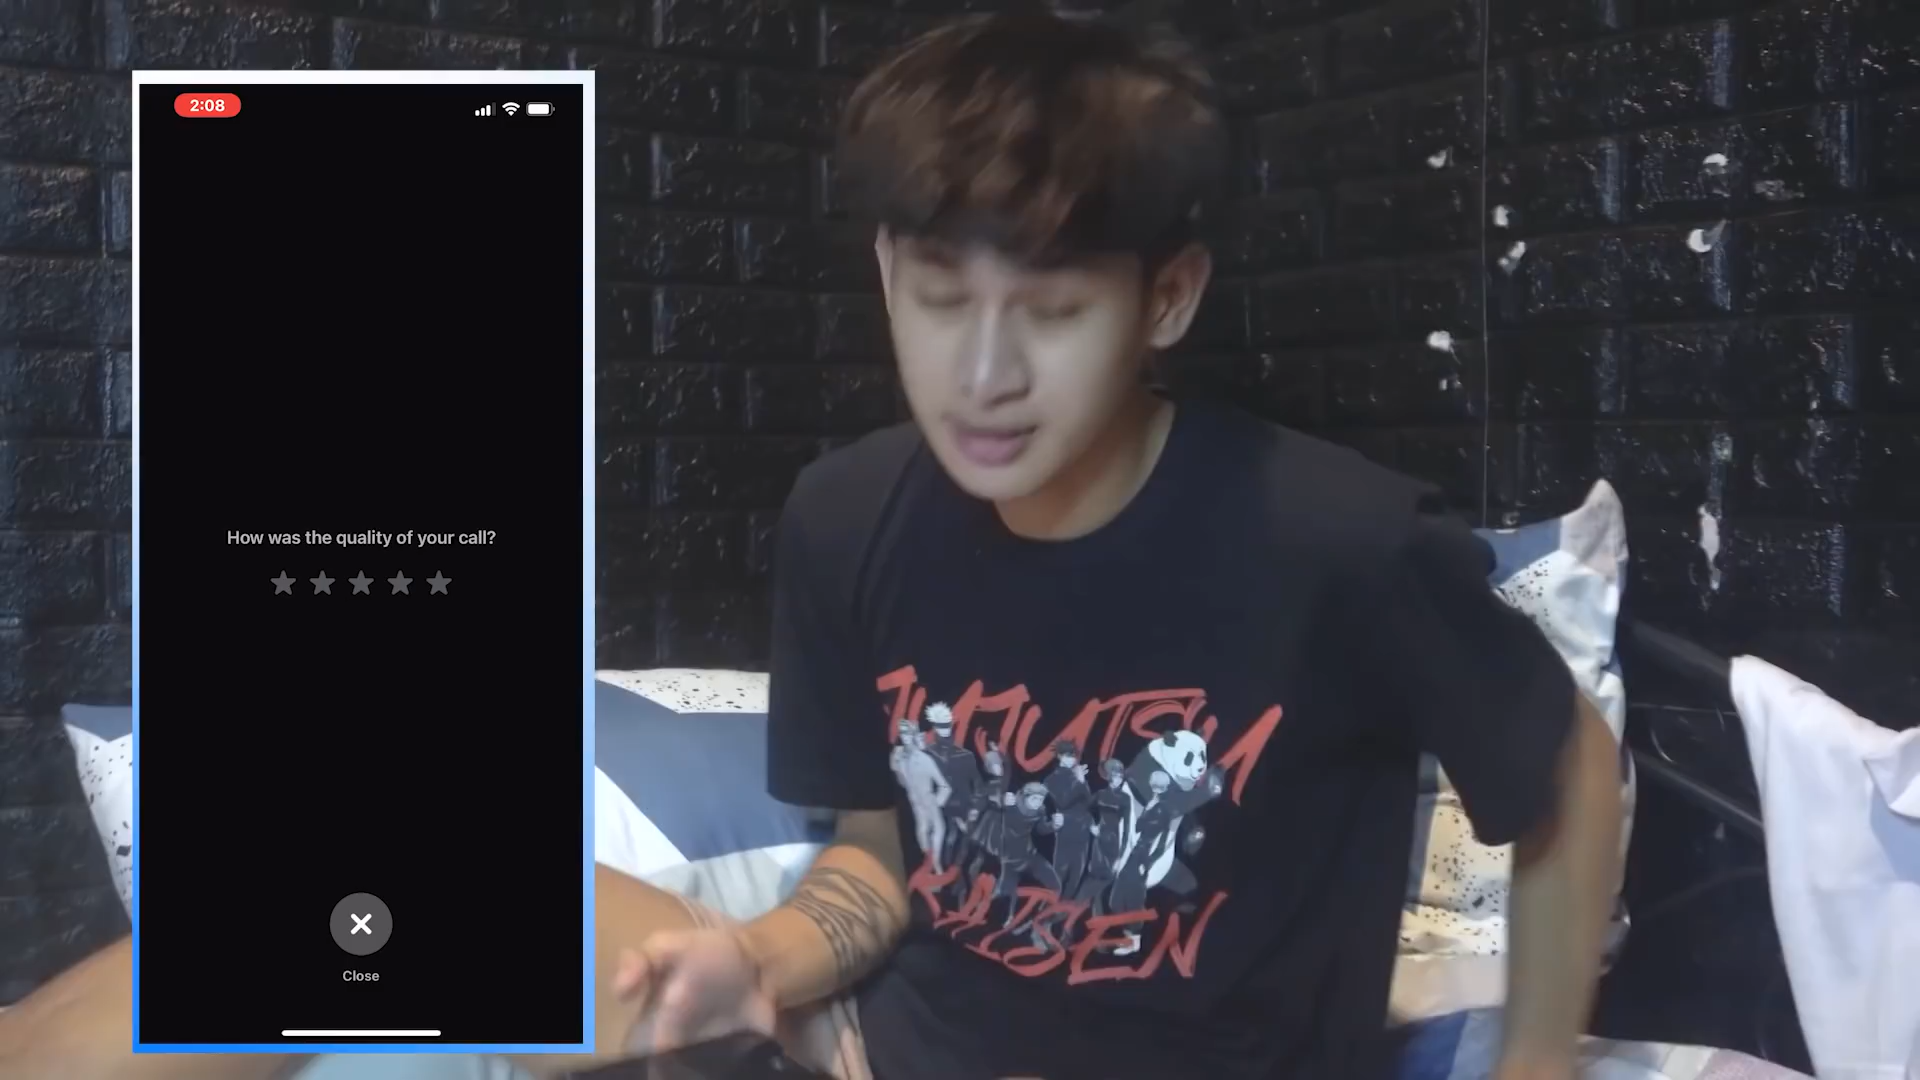 2:08
How was the quality of your call?
Close
JUJUTSU
KAISEN